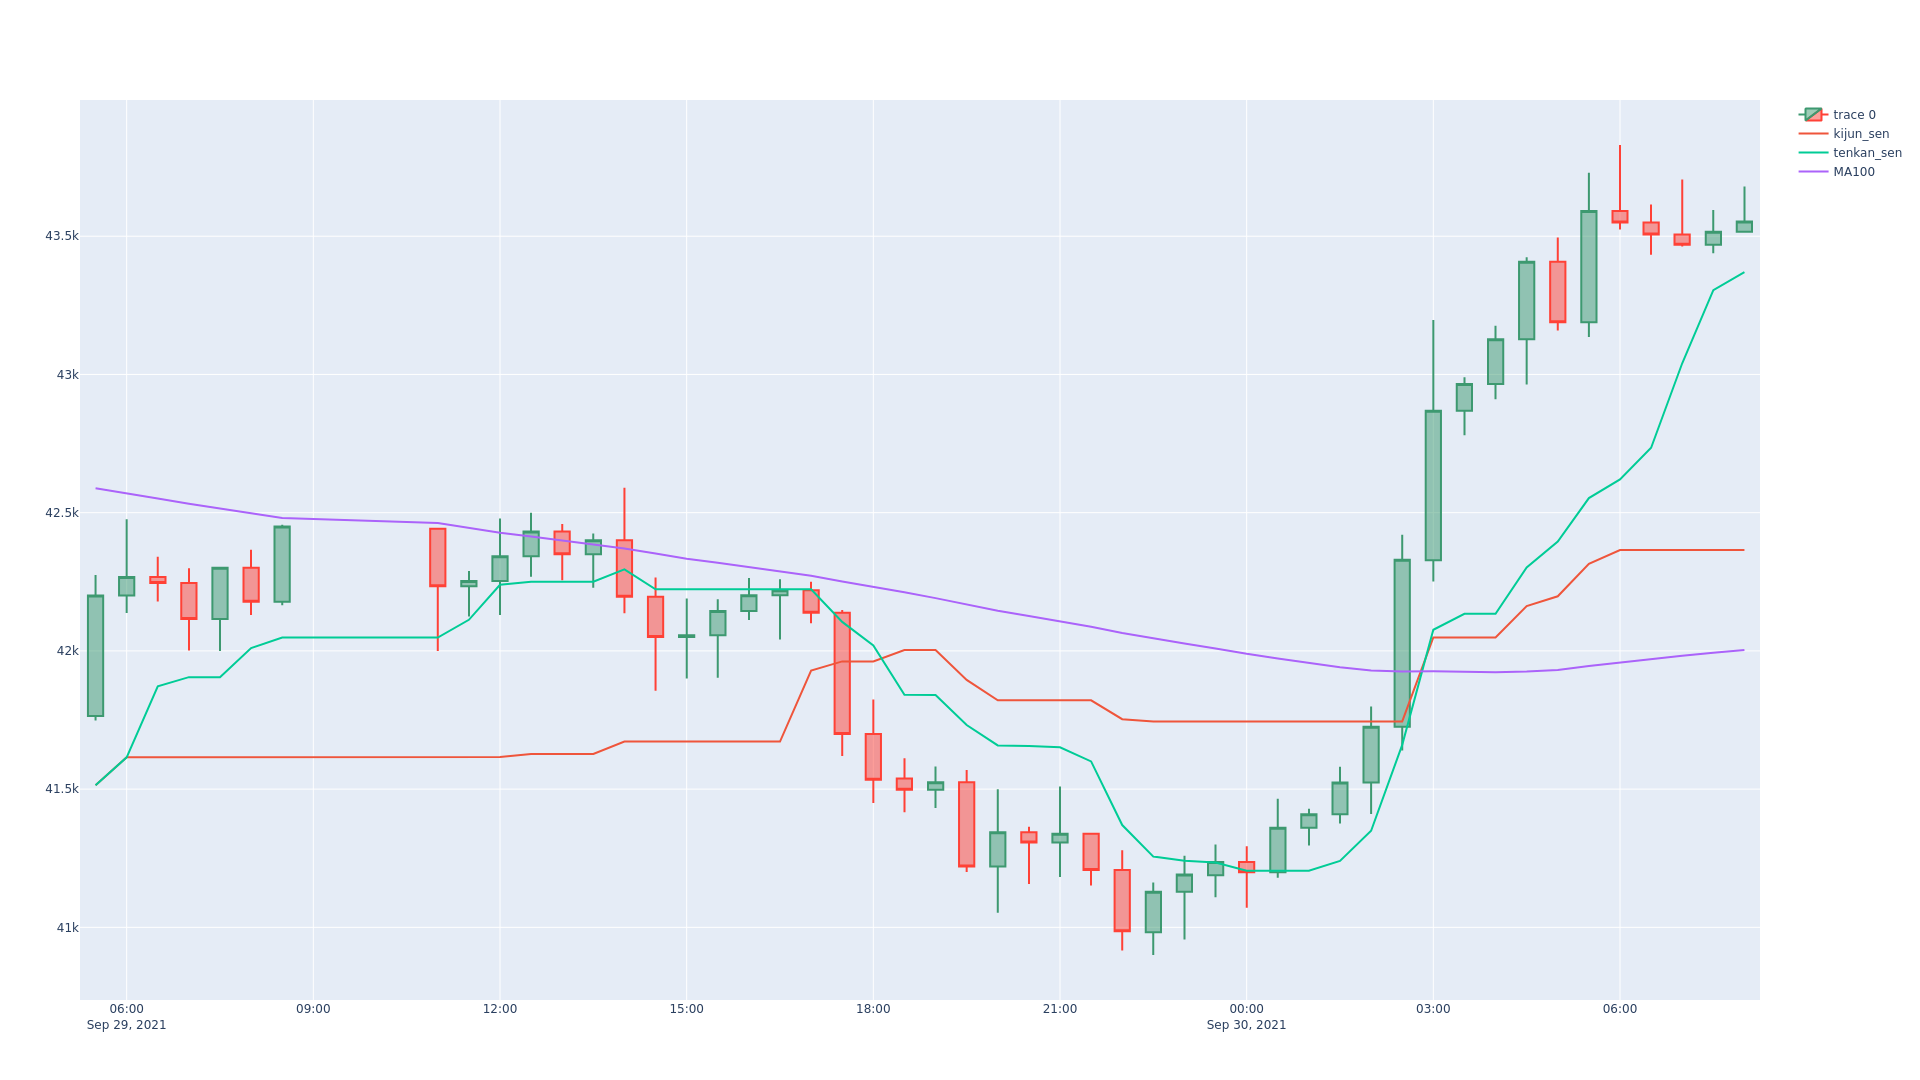 trace 0
kijun_sen
tenkan_sen
MA100
43.5k
43k
42.5k
42k
41.5k
41k
06:00 09:00 12:00 15:00 18:00 21:00 00:00 03:00 06:00
Sep 29, 2021 Sep 30, 2021